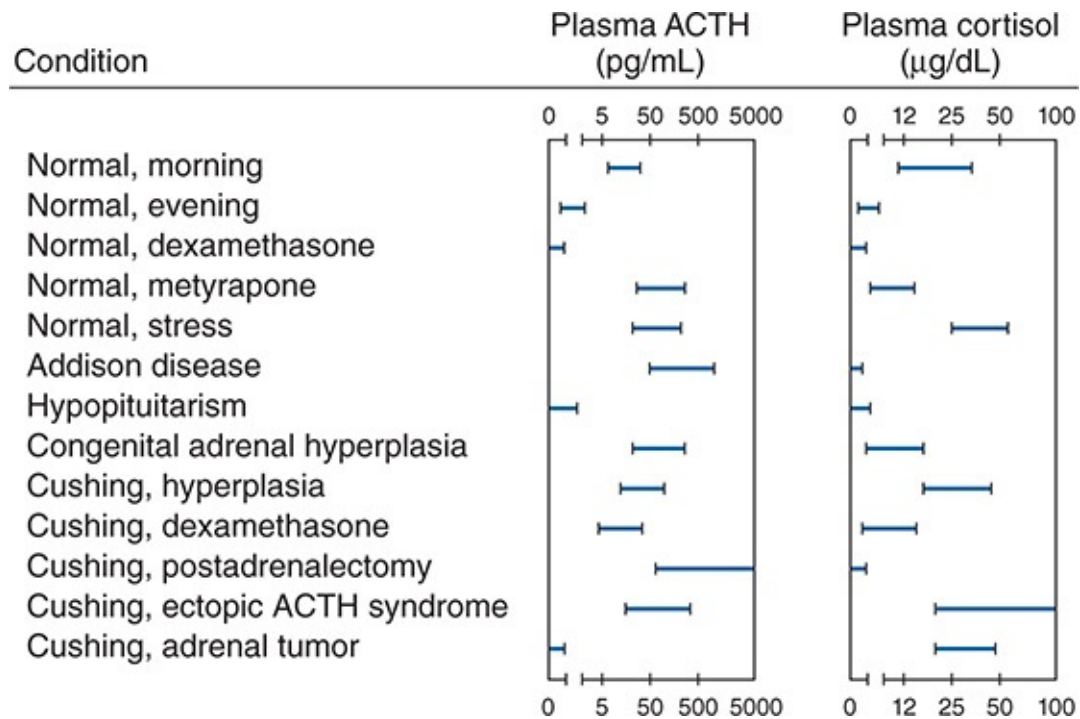 Plasma ACTH Plasma cortisol
Condition (pg/mL) (μg/dL)
0 5 50 500 5000 0 12 25 50 100
Normal, morning
Normal, evening
Normal, dexamethasone
Normal, metyrapone
Normal, stress
Addison disease
Hypopituitarism
Congenital adrenal hyperplasia
Cushing, hyperplasia
Cushing, dexamethasone
Cushing, postadrenalectomy
Cushing, ectopic ACTH syndrome
Cushing, adrenal tumor
0 5 50 500 5000 0 12 25 50 100